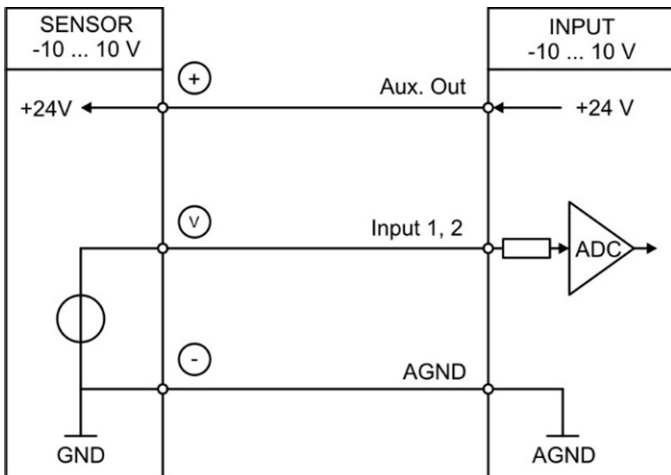 SENSOR
-10 ... 10 V
INPUT
-10 ... 10 V
+
Aux. Out
+24V
+24 V
V
Input 1, 2
ADC
-
AGND
GND
AGND